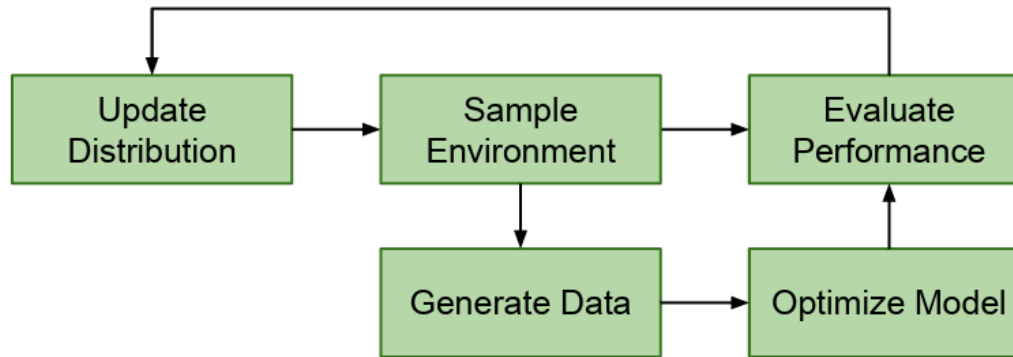 Update
Distribution
Sample
Environment
Evaluate
Performance
Generate Data
Optimize Model